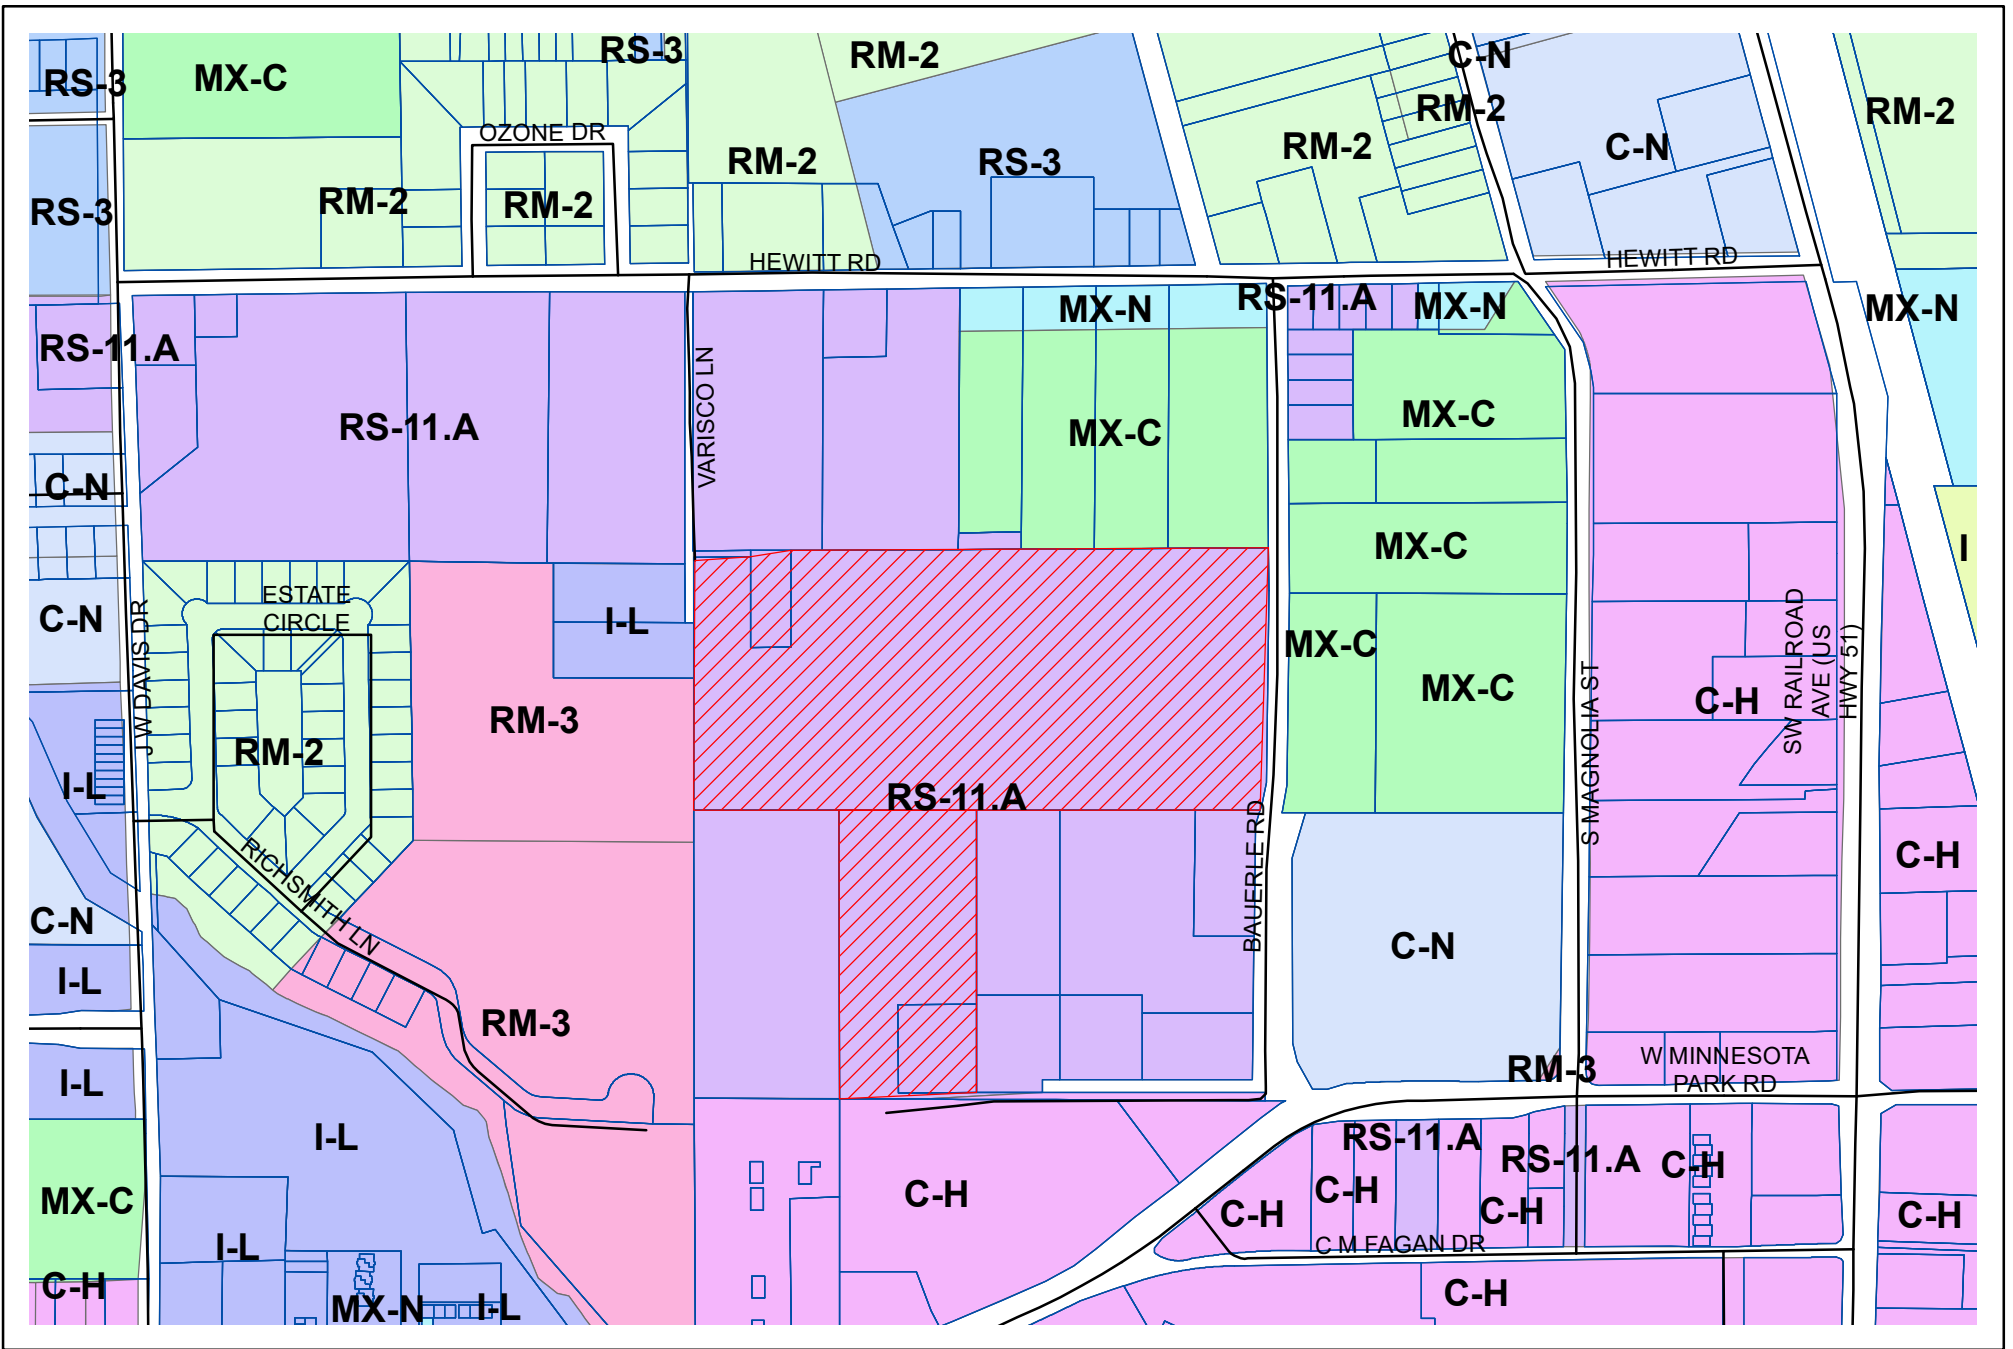 RS-3
MX-C
RS-3
RM-2
C-N
RM-2
RM-2
OZONE DR
RM-2
RS-3
RM-2
C-N
RS-3
RM-2
RM-2
HEWITT RD
HEWITT RD
RS-11.A
MX-N
RS-11.A
MX-N
MX-N
RS-11.A
VARISCO LN
MX-C
MX-C
C-N
MX-C
I
C-N
J W DAVIS DR
ESTATE
CIRCLE
I-L
MX-C
MX-C
S MAGNOLIA ST
C-H
SW RAILROAD
AVE (US
HWY 51)
RM-3
RM-2
I-L
RS-11.A
BAUERLE RD
C-H
RICHSMITH LN
C-N
C-N
I-L
RM-3
I-L
RM-3
W MINNESOTA
PARK RD
I-L
RS-11.A
RS-11.A
C-H
MX-C
C-H
C-H
C-H
C-H
C-H
I-L
C M FAGAN DR
C-H
MX-N
I-L
C-H